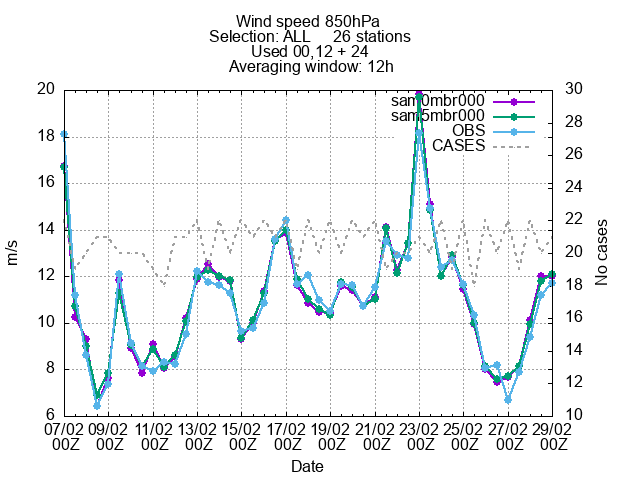 Wind speed 850hPa
Selection: ALL 26 stations
Used 00,12 + 24
Averaging window: 12h
20 30
sam0mbr000
sam5mbr000
OBS
CASES
18 28
26
16 24
14 22
m/s No cases
20
12 18
10 16
14
8 12
6 10
07/02 09/02 11/02 13/02 15/02 17/02 19/02 21/02 23/02 25/02 27/02 29/02
00Z 00Z 00Z 00Z 00Z 00Z 00Z 00Z 00Z 00Z 00Z 00Z
Date